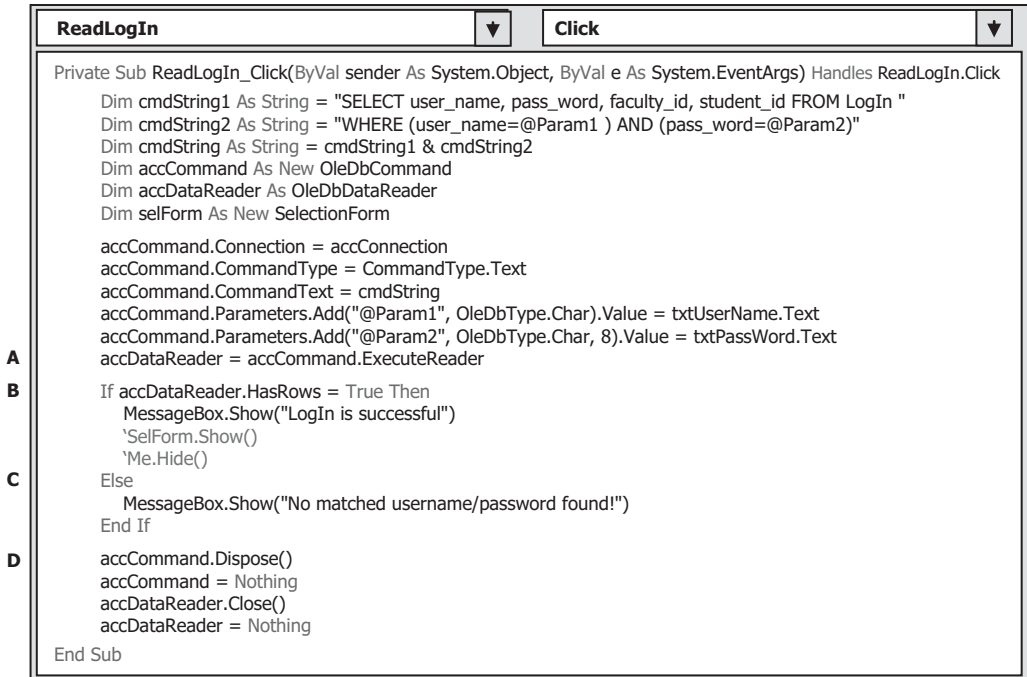 ReadLogIn Click
Private Sub ReadLogIn_Click(ByVal sender As System.Object, ByVal e As System.EventArgs) Handles ReadLogIn.Click
Dim cmdString1 As String = "SELECT user_name, pass_word, faculty_id, student_id FROM LogIn "
Dim cmdString2 As String = "WHERE (user_name=@Param1 ) AND (pass_word=@Param2)"
Dim cmdString As String = cmdString1 & cmdString2
Dim accCommand As New OleDbCommand
Dim accDataReader As OleDbDataReader
Dim selForm As New SelectionForm
accCommand.Connection = accConnection
accCommand.CommandType = CommandType.Text
accCommand.CommandText = cmdString
accCommand.Parameters.Add("@Param1", OleDbType.Char).Value = txtUserName.Text
accCommand.Parameters.Add("@Param2", OleDbType.Char, 8).Value = txtPassWord.Text
A accDataReader = accCommand.ExecuteReader
B If accDataReader.HasRows = True Then
MessageBox.Show("LogIn is successful")
‘SelForm.Show()
‘Me.Hide()
C Else
MessageBox.Show("No matched username/password found!")
End If
D accCommand.Dispose()
accCommand = Nothing
accDataReader.Close()
accDataReader = Nothing
End Sub